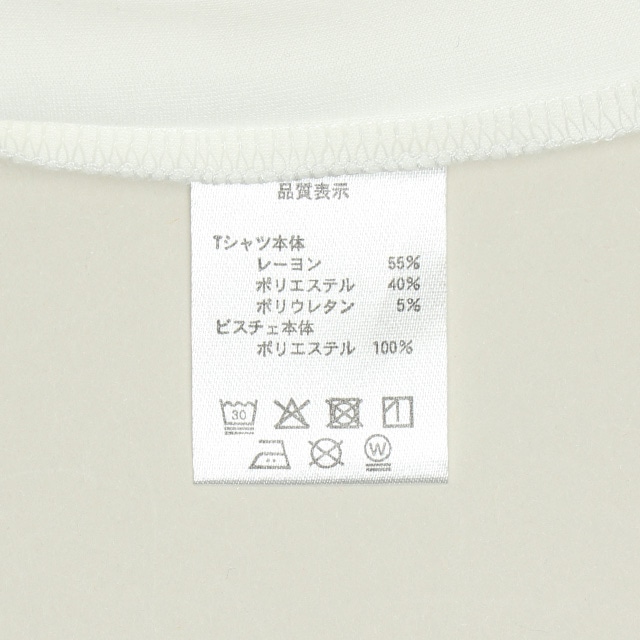 品質表示
Tシャツ本体
レーヨン 55%
ポリエステル 40%
ポリウレタン 5%
ビスチェ本体
ポリエステル 100%
30
W